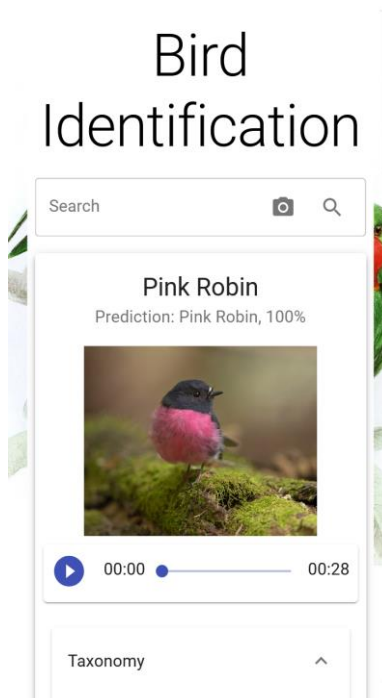 Bird
Identification
Search
Pink Robin
Prediction: Pink Robin, 100%
00:00
00:28
Taxonomy